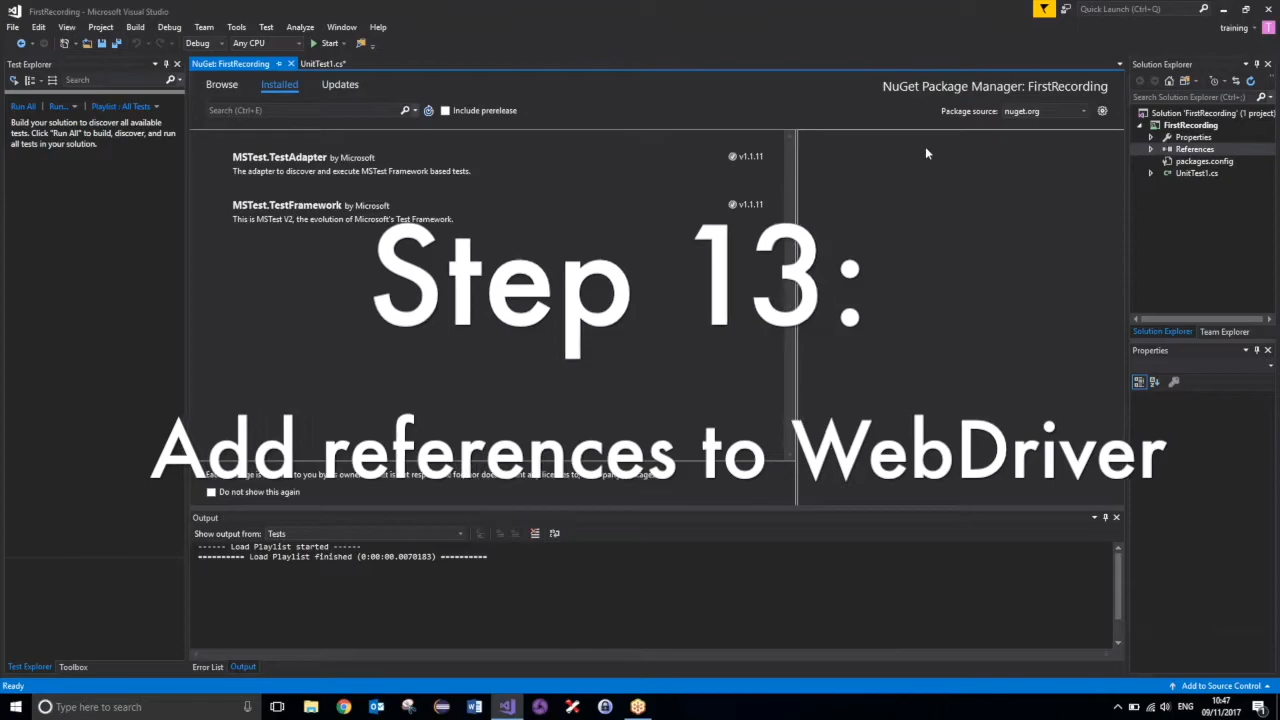 FirstRecording - Microsoft Visual Studio
Quick Launch (Ctrl+Q)
File Edit View Project Build Debug Team Tools Test Analyze Window Help
training T
Debug Any CPU Start
Test Explorer
NuGet: FirstRecording UnitTest1.cs*
Solution Explorer
Search
Browse Installed Updates
NuGet Package Manager: FirstRecording
Search Solution Explorer (Ctrl+;)
Run All Run... Playlist : All Tests
Search (Ctrl+E) Include prerelease
Package source: nuget.org
Solution 'FirstRecording' (1 project)
FirstRecording
Properties
References
packages.config
UnitTest1.cs
Build your solution to discover all available
tests. Click "Run All" to build, discover, and run
all tests in your solution.
MSTest.TestAdapter by Microsoft v1.1.11
The adapter to discover and execute MSTest Framework based tests.
MSTest.TestFramework by Microsoft v1.1.11
This is MSTest V2, the evolution of Microsoft's Test Framework.
Step 13:
Solution Explorer Team Explorer
Properties
Add references to WebDriver
Do not show this again
Output
Show output from: Tests
------ Load Playlist started ------
========== Load Playlist finished (0:00:00.0070183) ==========
Test Explorer Toolbox
Error List Output
Ready
Add to Source Control
Type here to search
10:47
09/11/2017